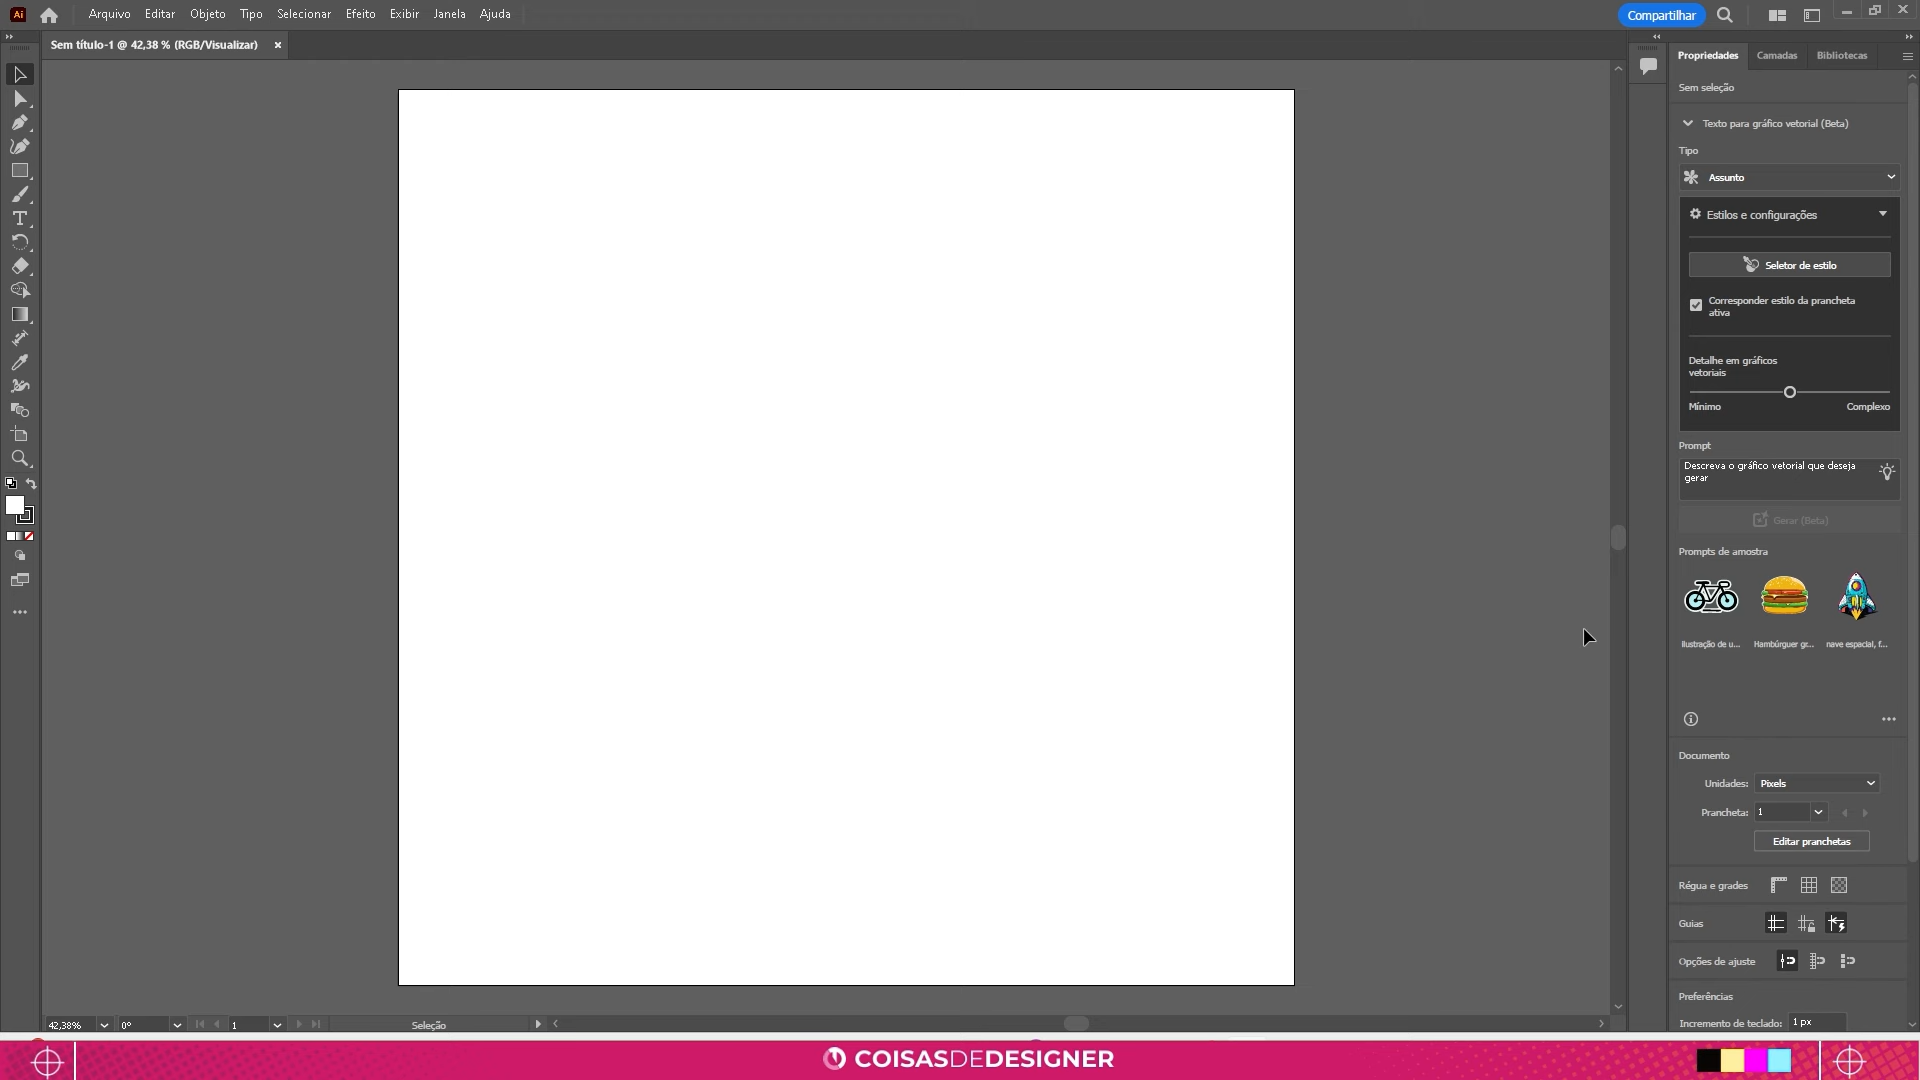 Ai
Arquivo Editar Objeto Tipo Selecionar Efeito Exibir Janela Ajuda
Compartilhar
Sem título-1 @ 42,38 % (RGB/Visualizar)
Propriedades Camadas Bibliotecas
Sem seleção
Texto para gráfico vetorial (Beta)
Tipo
Assunto
Estilos e configurações
Seletor de estilo
Corresponder estilo da prancheta
ativa
Detalhe em gráficos
vetoriais
Mínimo Complexo
Prompt
Descreva o gráfico vetorial que deseja
gerar
Gerar (Beta)
Prompts de amostra
Ilustração de u... Hambúrguer gr... nave espacial, f...
Documento
Unidades: Pixels
Prancheta: 1
Editar pranchetas
Régua e grades
Guias
Opções de ajuste
Preferências
Incremento de teclado: 1 px
42,38% 0° 1 Seleção
COISASDEDESIGNER